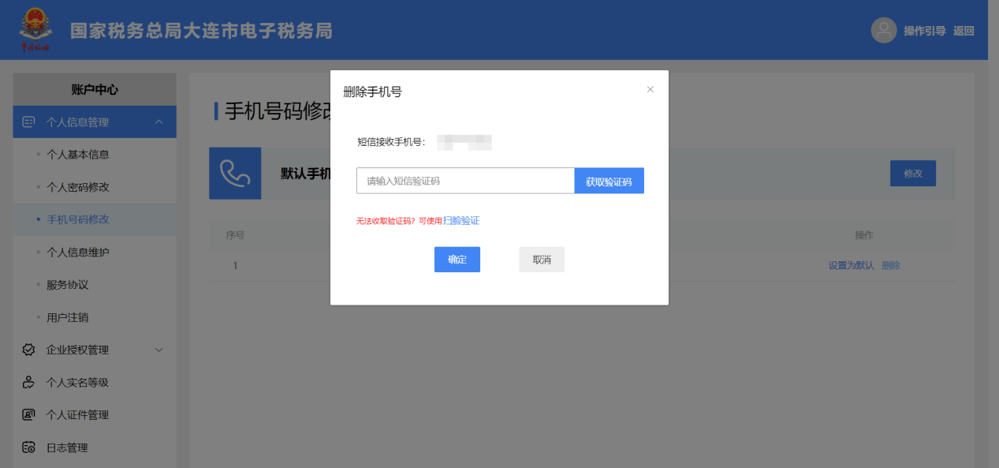 国家税务总局大连市电子税务局
操作引导 返回
账户中心
个人信息管理
个人基本信息
个人密码修改
手机号码修改
个人信息维护
服务协议
用户注销
企业授权管理
个人实名等级
个人证件管理
日志管理
手机号码修改
默认手机
修改
序号
操作
1
设置为默认 删除
删除手机号
短信接收手机号：
请输入短信验证码
获取验证码
无法收取验证码？可使用扫脸验证
确定
取消